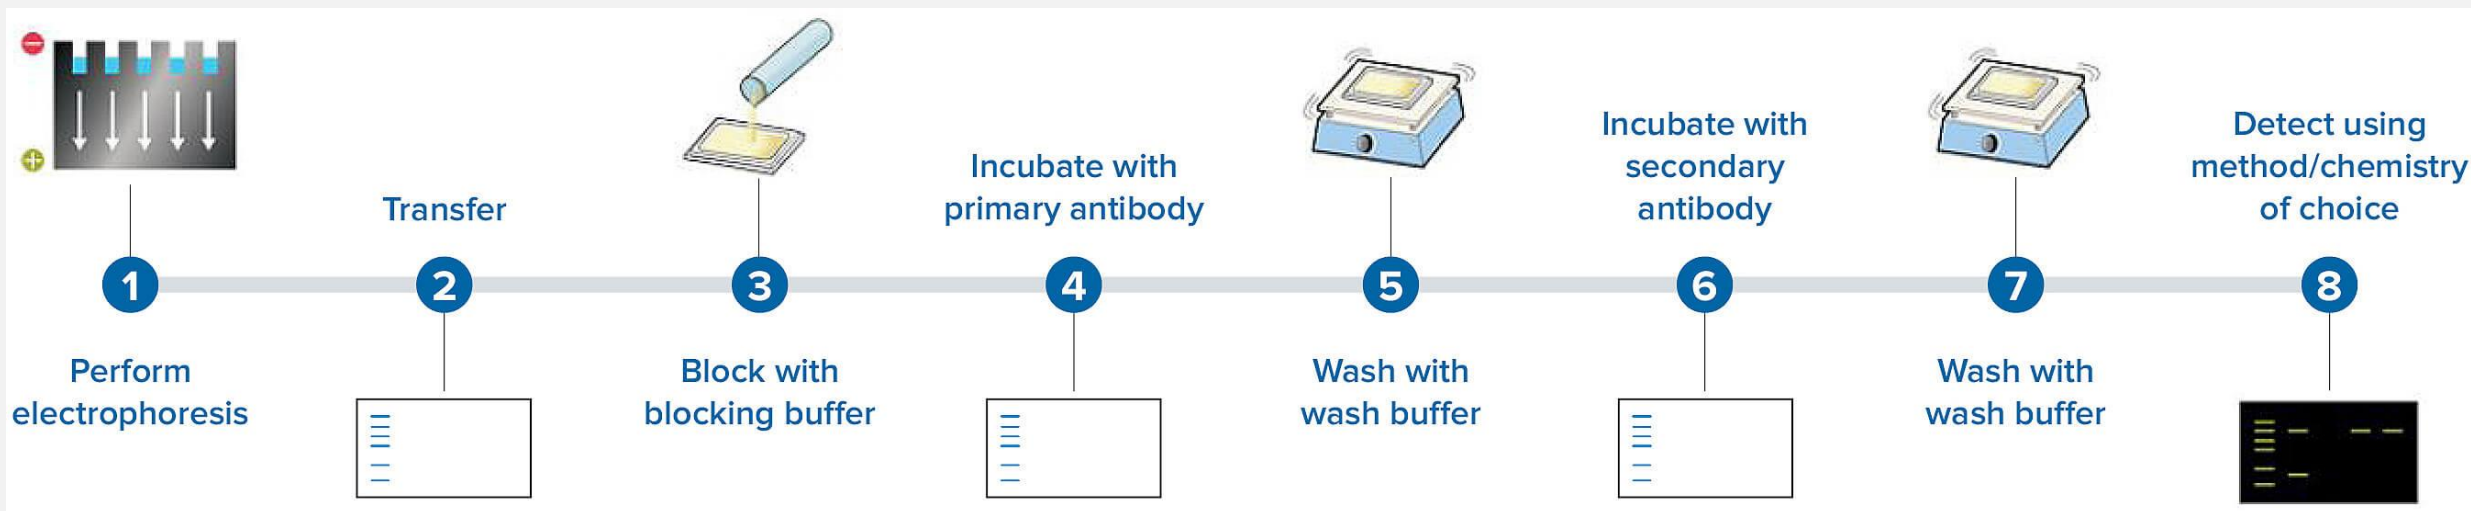 1
Perform
electrophoresis
Transfer
2
3
Block with
blocking buffer
Incubate with
primary antibody
4
5
Wash with
wash buffer
Incubate with
secondary
antibody
6
7
Wash with
wash buffer
Detect using
method/chemistry
of choice
8